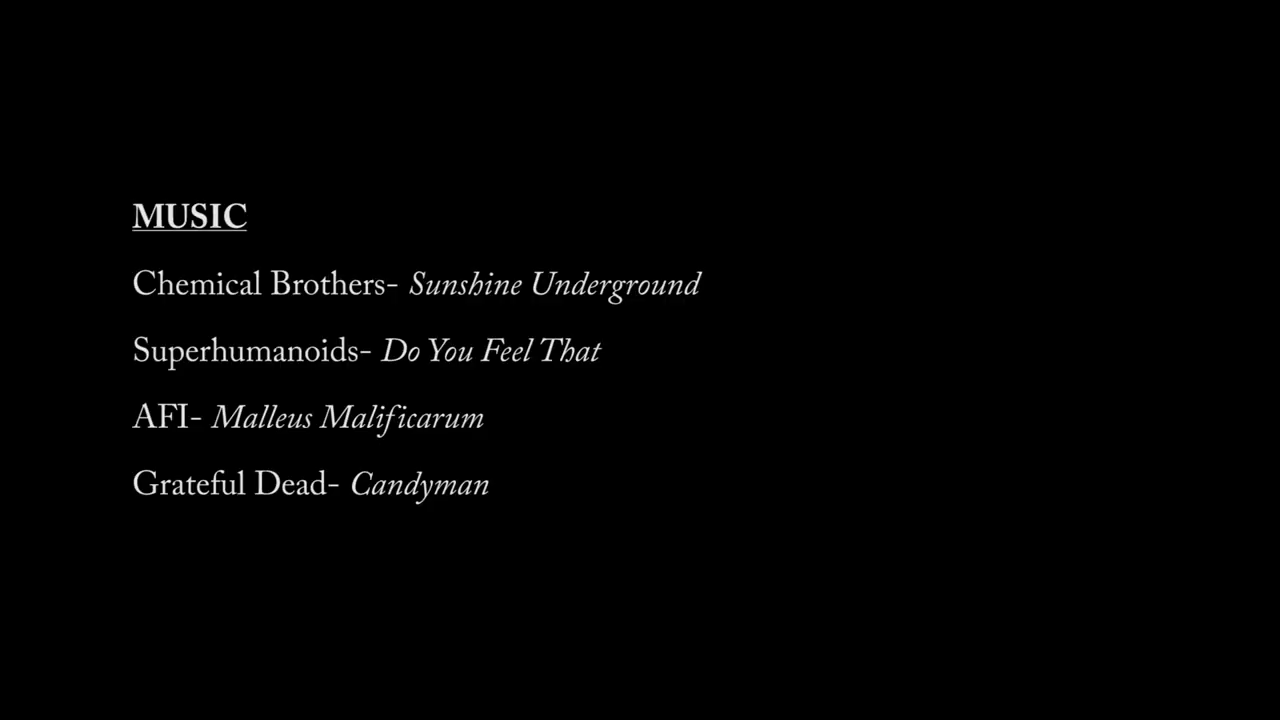 MUSIC
Chemical Brothers- Sunshine Underground
Superhumanoids- Do You Feel That
AFI- Malleus Malificarum
Grateful Dead- Candyman